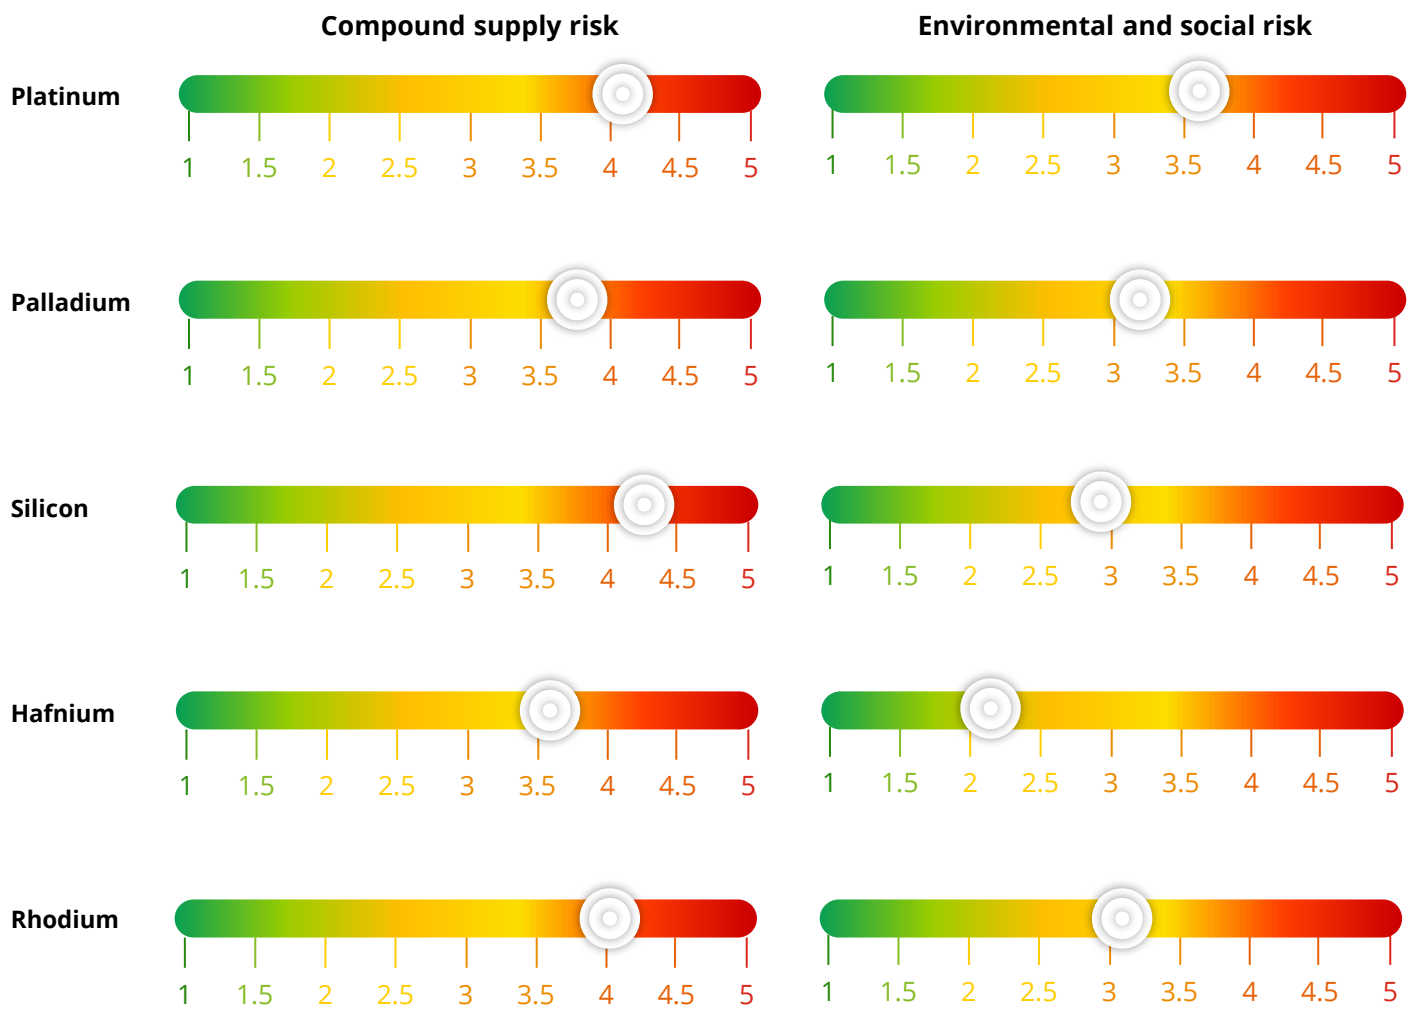 Compound supply risk Environmental and social risk
Platinum
1 1.5 2 2.5 3 3.5 4 4.5 5 1 1.5 2 2.5 3 3.5 4 4.5 5
Palladium
1 1.5 2 2.5 3 3.5 4 4.5 5 1 1.5 2 2.5 3 3.5 4 4.5 5
Silicon
1 1.5 2 2.5 3 3.5 4 4.5 5 1 1.5 2 2.5 3 3.5 4 4.5 5
Hafnium
1 1.5 2 2.5 3 3.5 4 4.5 5 1 1.5 2 2.5 3 3.5 4 4.5 5
Rhodium
1 1.5 2 2.5 3 3.5 4 4.5 5 1 1.5 2 2.5 3 3.5 4 4.5 5